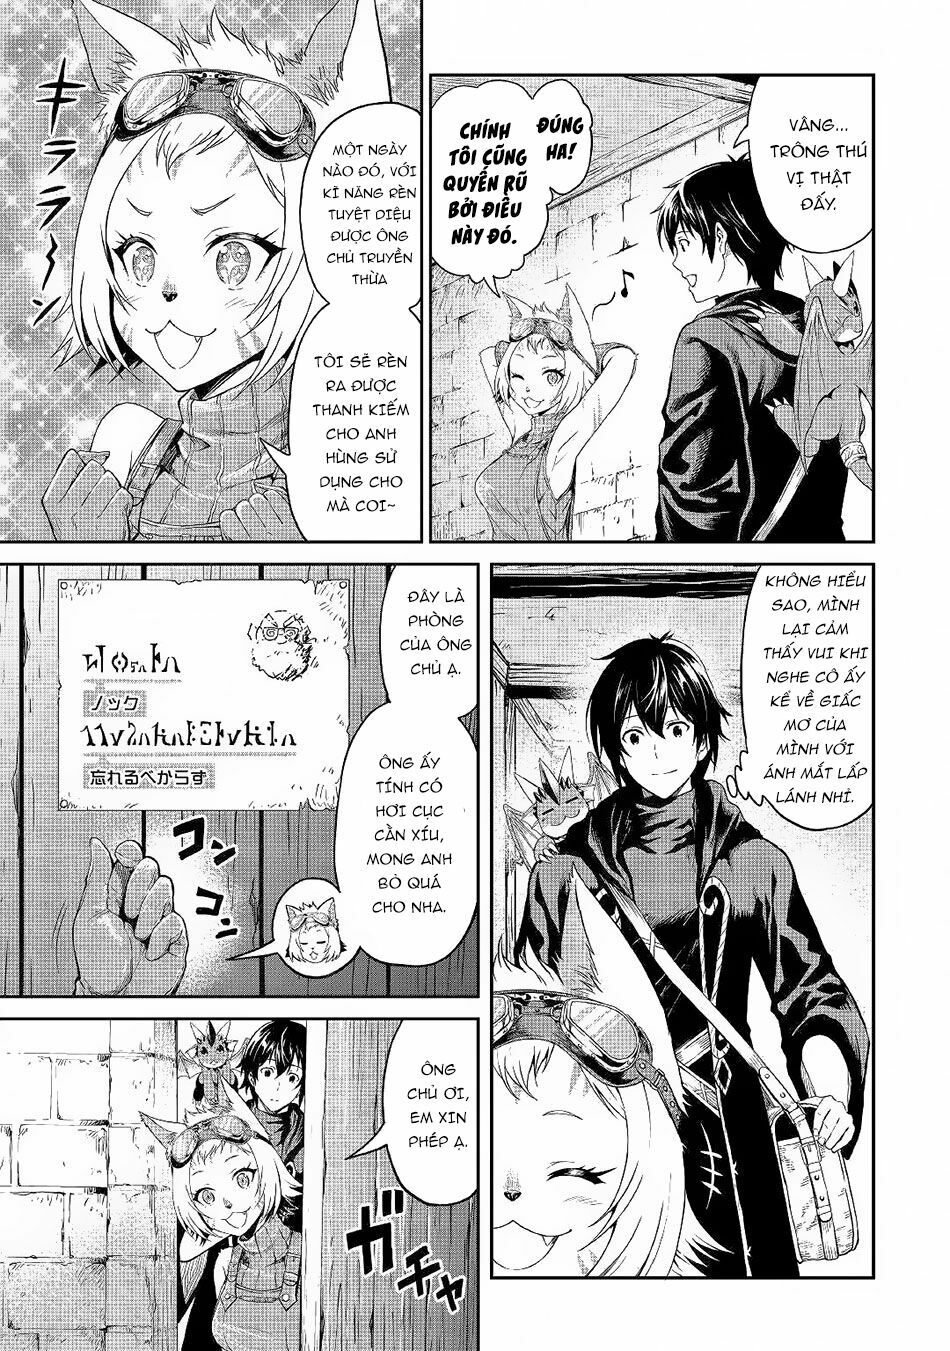 VÂNG...
TRÔNG THÚ
VỊ THẬT
ĐẤY.
ĐÚNG
HA!
CHÍNH
TÔI CŨNG
QUYẾN RŨ
BỞI ĐIỀU
NÀY ĐÓ.
MỘT NGÀY
NÀO ĐÓ, VỚI
KĨ NĂNG RÈN
TUYỆT DIỆU
ĐƯỢC ÔNG
CHỦ TRUYỀN
THỪA
TÔI SẼ RÈN
RA ĐƯỢC
THANH KIẾM
CHO ANH
HÙNG SỬ
DỤNG CHO
MÀ COI~
キラララ～ン
KHÔNG HIỂU
SAO, MÌNH
LẠI CẢM
THẤY VUI KHI
NGHE CÔ ẤY
KỂ VỀ GIẤC
MƠ CỦA
MÌNH VỚI
ÁNH MẮT LẤP
LÁNH NHỈ.
ĐÂY LÀ
PHÒNG
CỦA ÔNG
CHỦ Ạ.
ÔNG ẤY
TÍNH CÓ
HƠI CỤC
CẰN XÍU,
MONG ANH
BỎ QUÁ
CHO NHA.
ノック
忘れるべからず
コン
コン
ÔNG
CHỦ ƠI,
EM XIN
PHÉP Ạ.
ガチャ